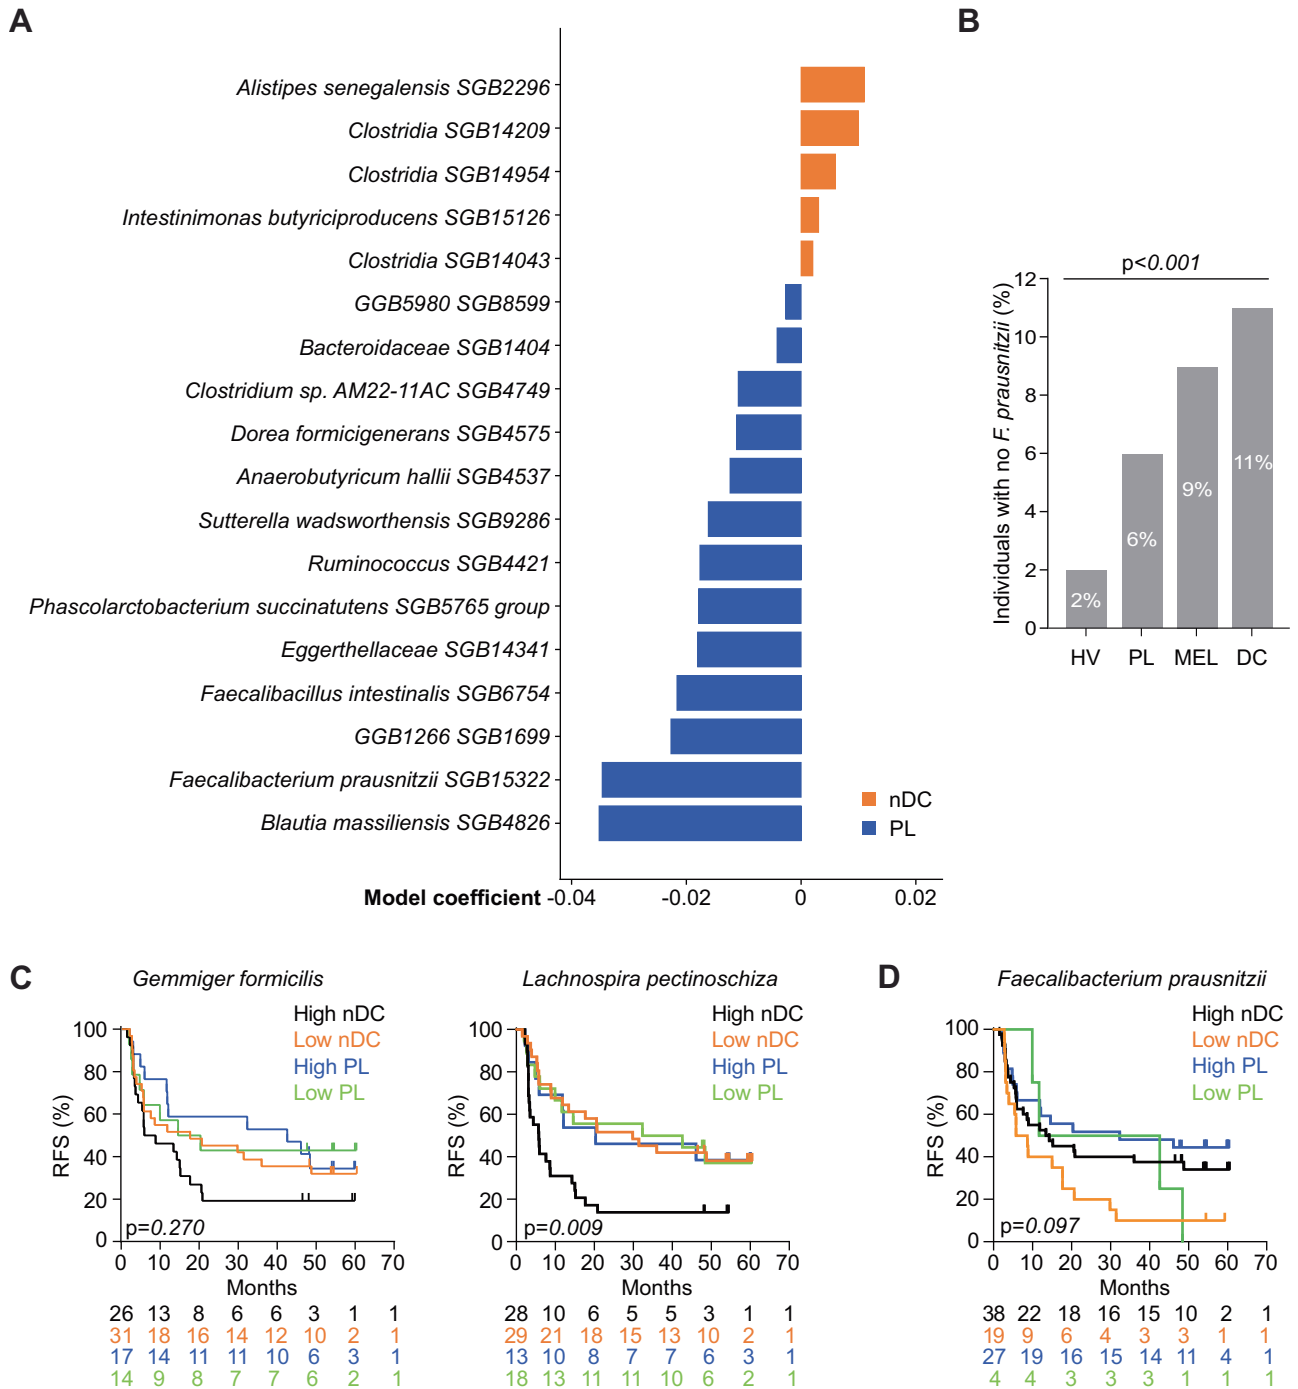 A
Alistipes senegalensis SGB2296
Clostridia SGB14209
Clostridia SGB14954
Intestinimonas butyriciproducens SGB15126
Clostridia SGB14043
GGB5980 SGB8599
Bacteroidaceae SGB1404
Clostridium sp. AM22-11AC SGB4749
Dorea formicigenerans SGB4575
Anaerobutyricum hallii SGB4537
Sutterella wadsworthensis SGB9286
Ruminococcus SGB4421
Phascolarctobacterium succinatutens SGB5765 group
Eggerthellaceae SGB14341
Faecalibacillus intestinalis SGB6754
GGB1266 SGB1699
Faecalibacterium prausnitzii SGB15322
Blautia massiliensis SGB4826
nDC
PL
Model coefficient -0.04 -0.02 0 0.02
B
p<0.001
Individuals with no F. prausnitzii (%)
12
10
8
6
4
2
0
2%
6%
9%
11%
HV PL MEL DC
C
Gemmiger formicilis
High nDC
Low nDC
High PL
Low PL
RFS (%)
100
80
60
40
20
0
p=0.270
0 10 20 30 40 50 60 70
Months
26 13 8 6 6 3 1 1
31 18 16 14 12 10 2 1
17 14 11 11 10 6 3 1
14 9 8 7 7 6 2 1
Lachnospira pectinoschiza
High nDC
Low nDC
High PL
Low PL
RFS (%)
100
80
60
40
20
0
p=0.009
0 10 20 30 40 50 60 70
Months
28 10 6 5 5 3 1 1
29 21 18 15 13 10 2 1
13 10 8 7 7 6 3 1
18 13 11 11 10 6 2 1
D
Faecalibacterium prausnitzii
High nDC
Low nDC
High PL
Low PL
RFS (%)
100
80
60
40
20
0
p=0.097
0 10 20 30 40 50 60 70
Months
38 22 18 16 15 10 2 1
19 9 6 4 3 3 1 1
27 19 16 15 14 11 4 1
4 4 3 3 3 1 1 1